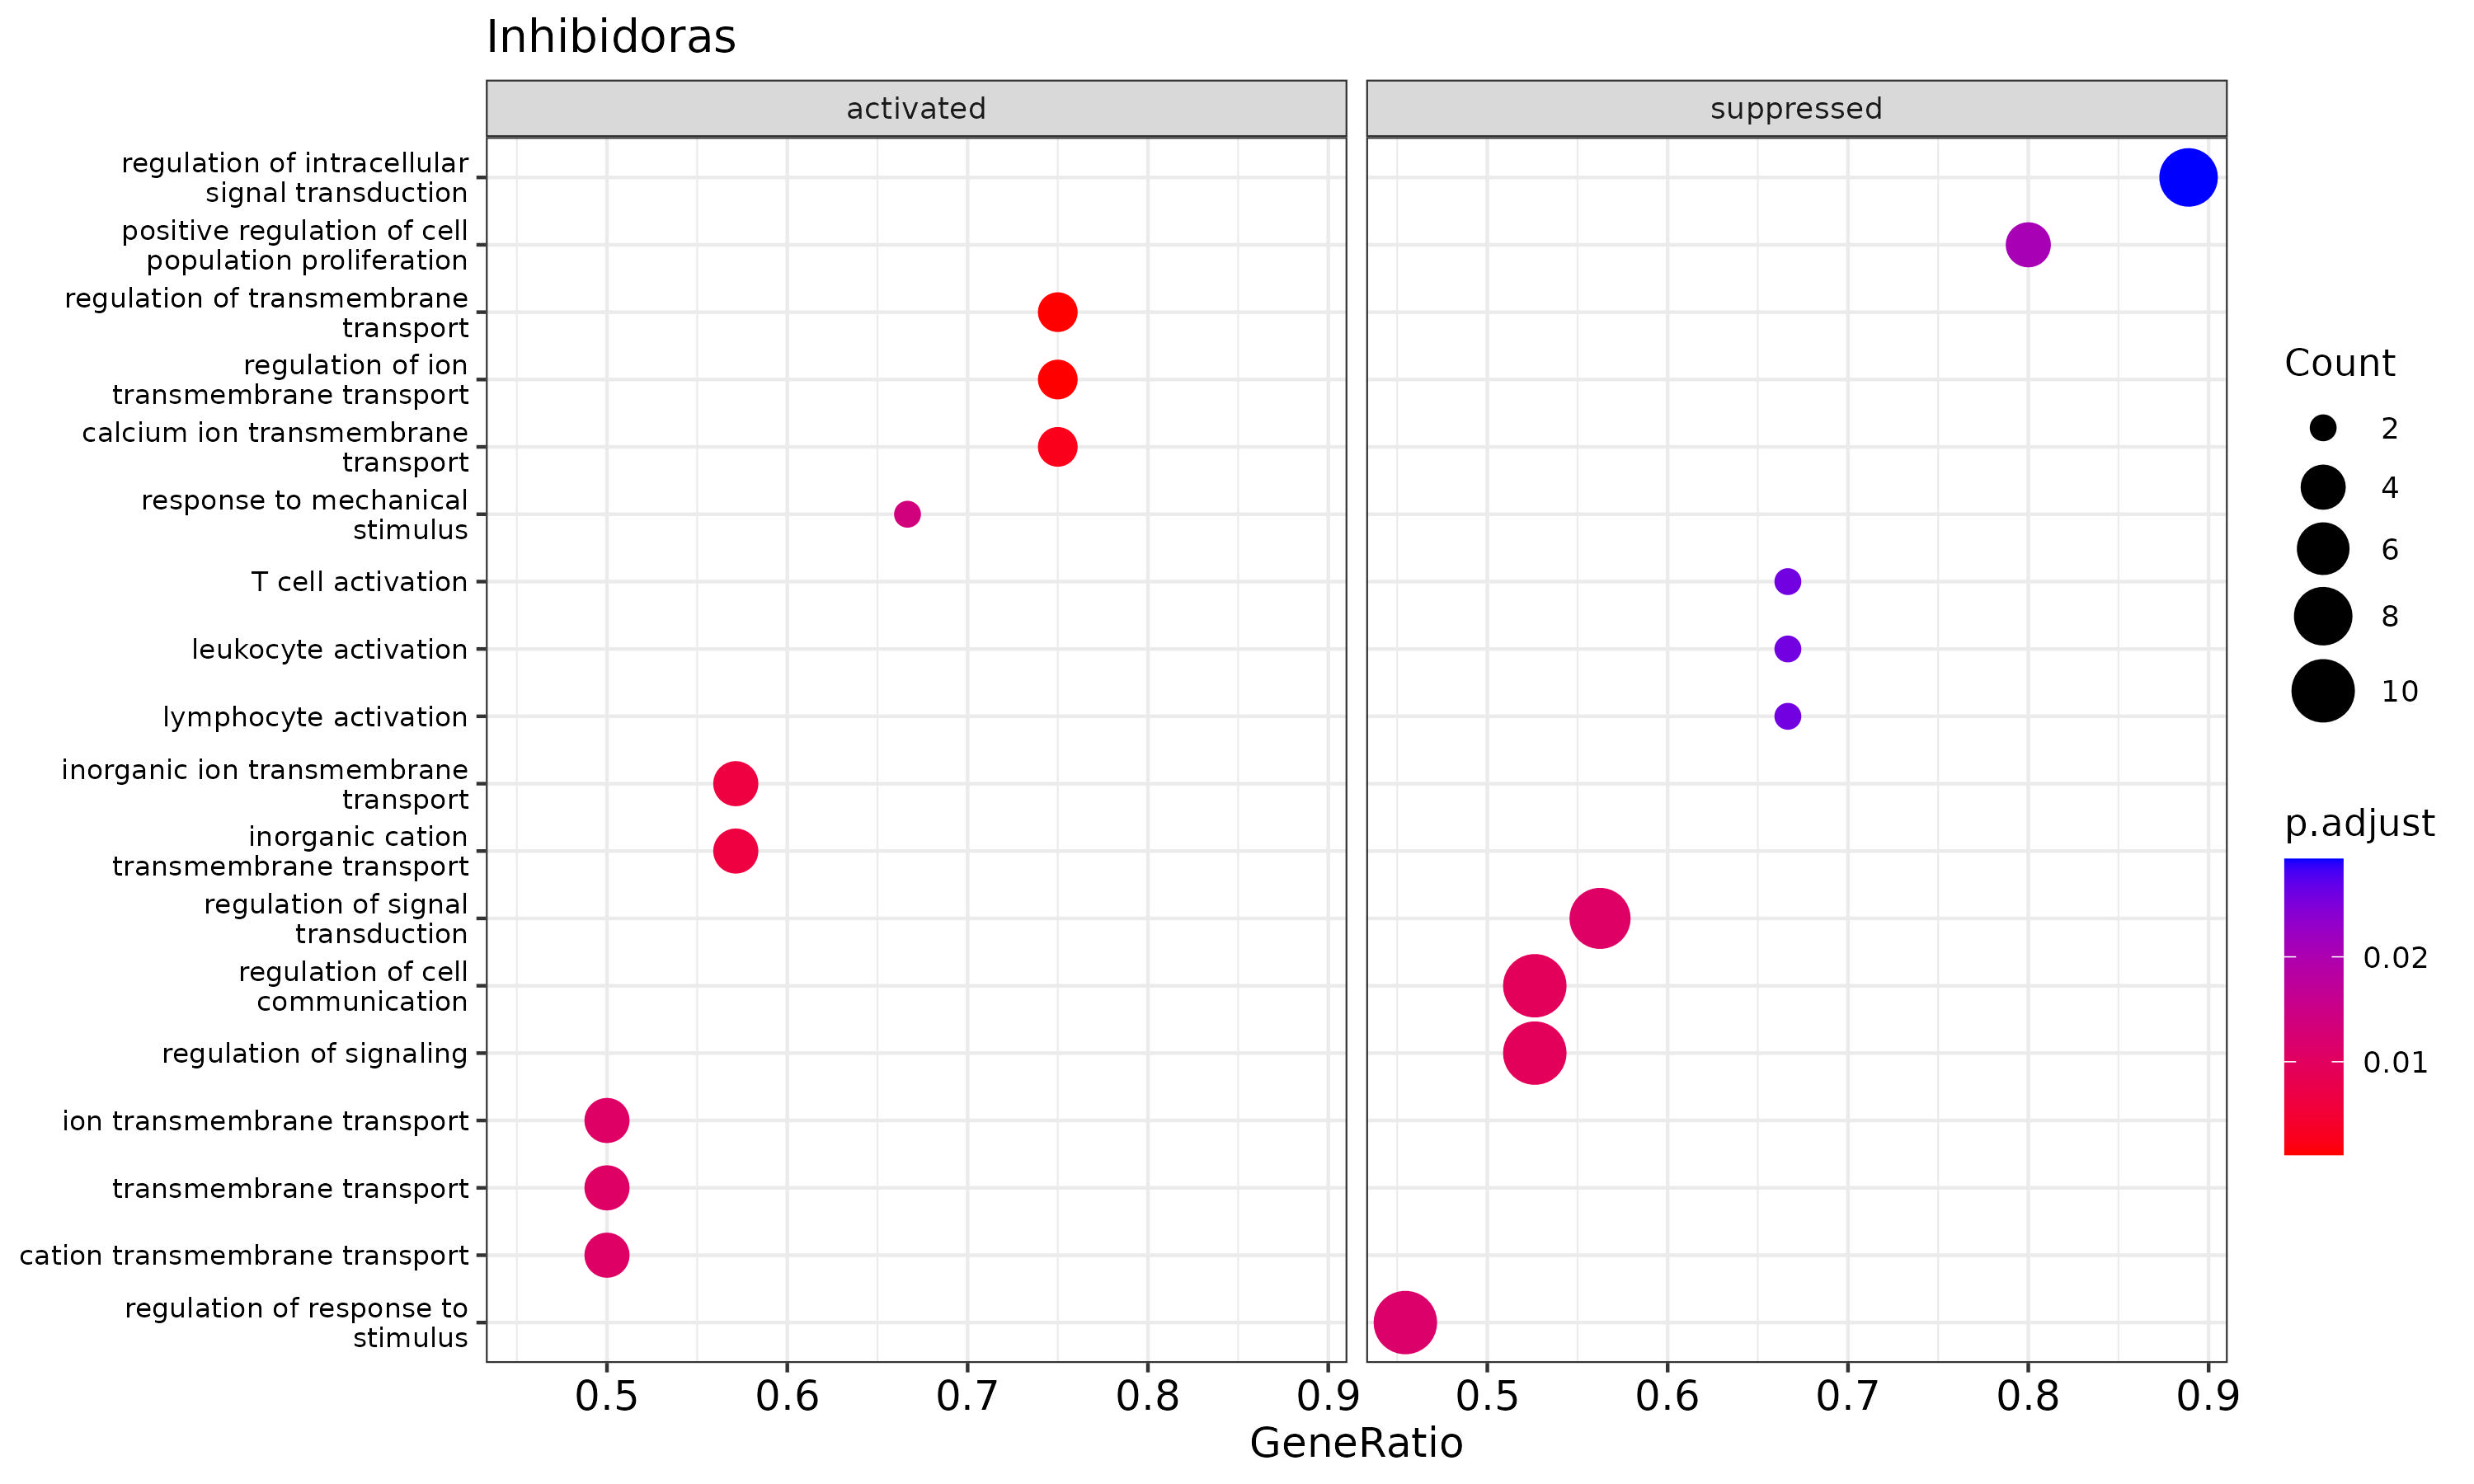 Inhibidoras
activated
suppressed
regulation of intracellular
signal transduction
positive regulation of cell
population proliferation
regulation of transmembrane
transport
regulation of ion
transmembrane transport
calcium ion transmembrane
transport
response to mechanical
stimulus
T cell activation
leukocyte activation
lymphocyte activation
inorganic ion transmembrane
transport
inorganic cation
transmembrane transport
regulation of signal
transduction
regulation of cell
communication
regulation of signaling
ion transmembrane transport
transmembrane transport
cation transmembrane transport
regulation of response to
stimulus
0.5 0.6 0.7 0.8 0.9
0.5 0.6 0.7 0.8 0.9
GeneRatio
Count
2
4
6
8
10
p.adjust
0.02
0.01